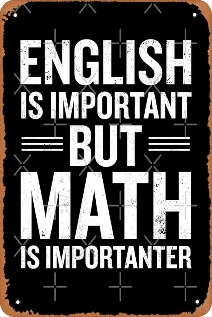 ENGLISH
IS IMPORTANT
BUT
MATH
IS IMPORTANTER